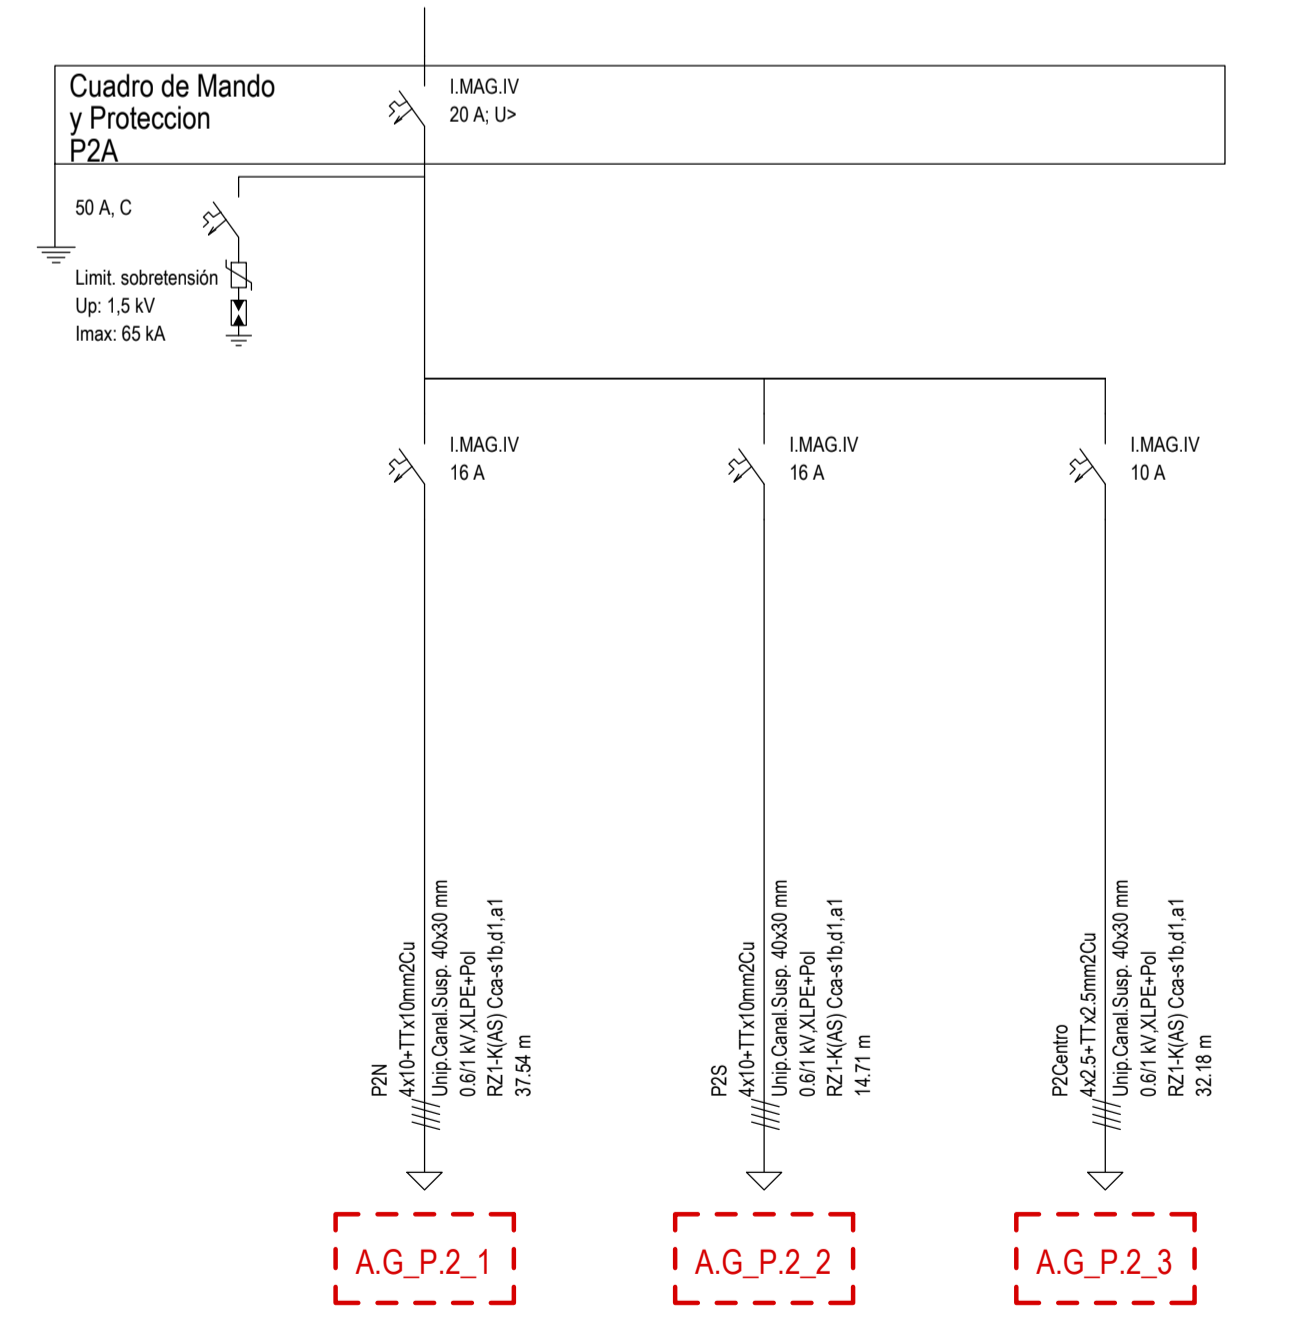 Cuadro de Mando
y Proteccion
P2A
I.MAG.IV
20 A; U>
50 A, C
Limit. sobretensión
Up: 1,5 kV
Imax: 65 kA
I.MAG.IV
16 A
I.MAG.IV
16 A
I.MAG.IV
10 A
P2N
4x10+TTx10mm2Cu
Unip.Canal.Susp. 40x30 mm
0.6/1 kV,XLPE+Pol
RZ1-K(AS) Cca-s1b,d1,a1
37.54 m
P2S
4x10+TTx10mm2Cu
Unip.Canal.Susp. 40x30 mm
0.6/1 kV,XLPE+Pol
RZ1-K(AS) Cca-s1b,d1,a1
14.71 m
P2Centro
4x2.5+TTx2.5mm2Cu
Unip.Canal.Susp. 40x30 mm
0.6/1 kV,XLPE+Pol
RZ1-K(AS) Cca-s1b,d1,a1
32.18 m
A.G_P.2_1
A.G_P.2_2
A.G_P.2_3